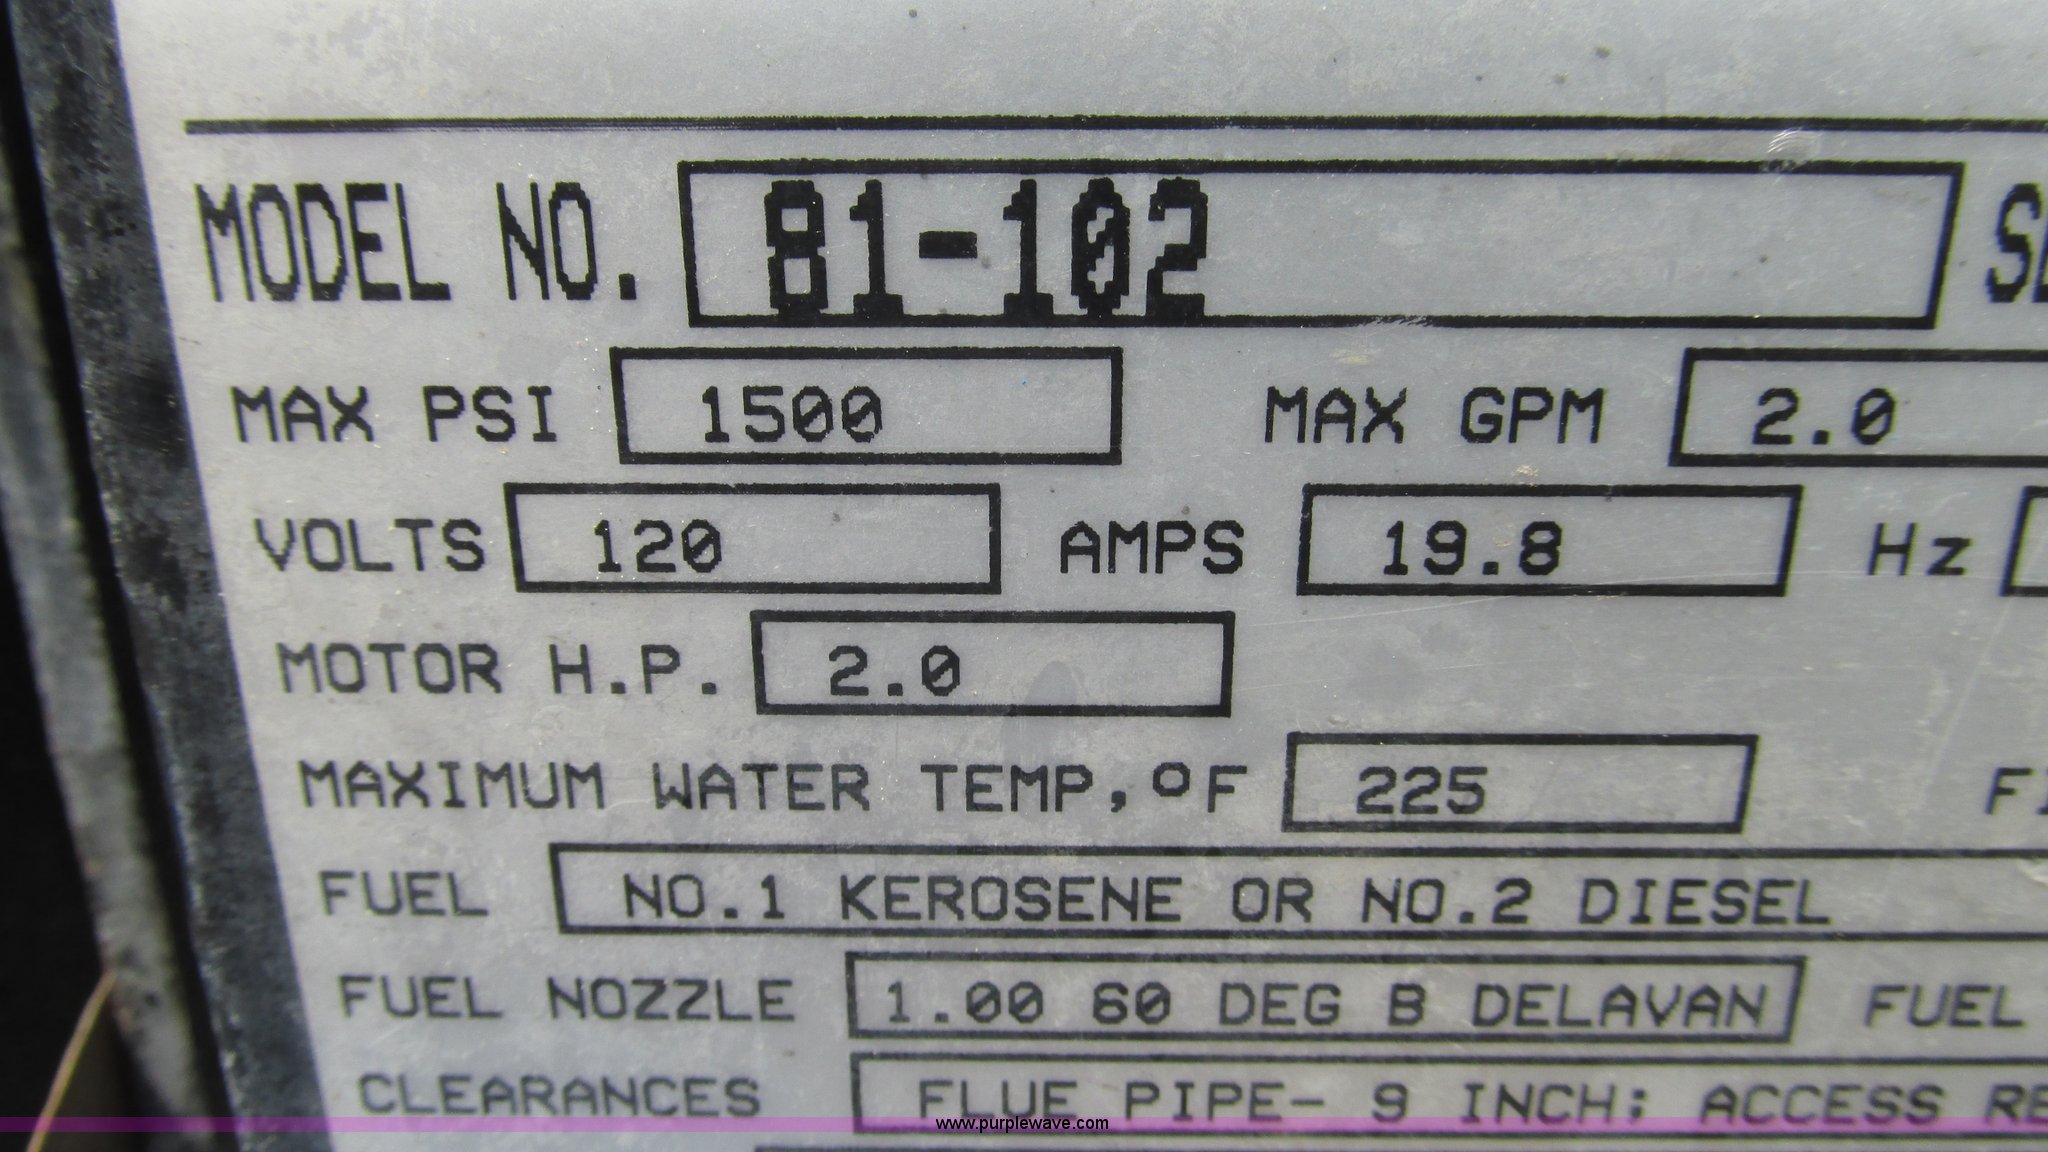 MODEL NO. 81-102
MAX PSI 1500 MAX GPM 2.0
VOLTS 120 AMPS 19.8 Hz
MOTOR H.P. 2.0
MAXIMUM WATER TEMP,ºF 225
FUEL NO.1 KEROSENE OR NO.2 DIESEL
FUEL NOZZLE 1.00 60 DEG B DELAVAN FUEL
CLEARANCES FLUE PIPE- 9 INCH; ACCESS
www.purplewave.com